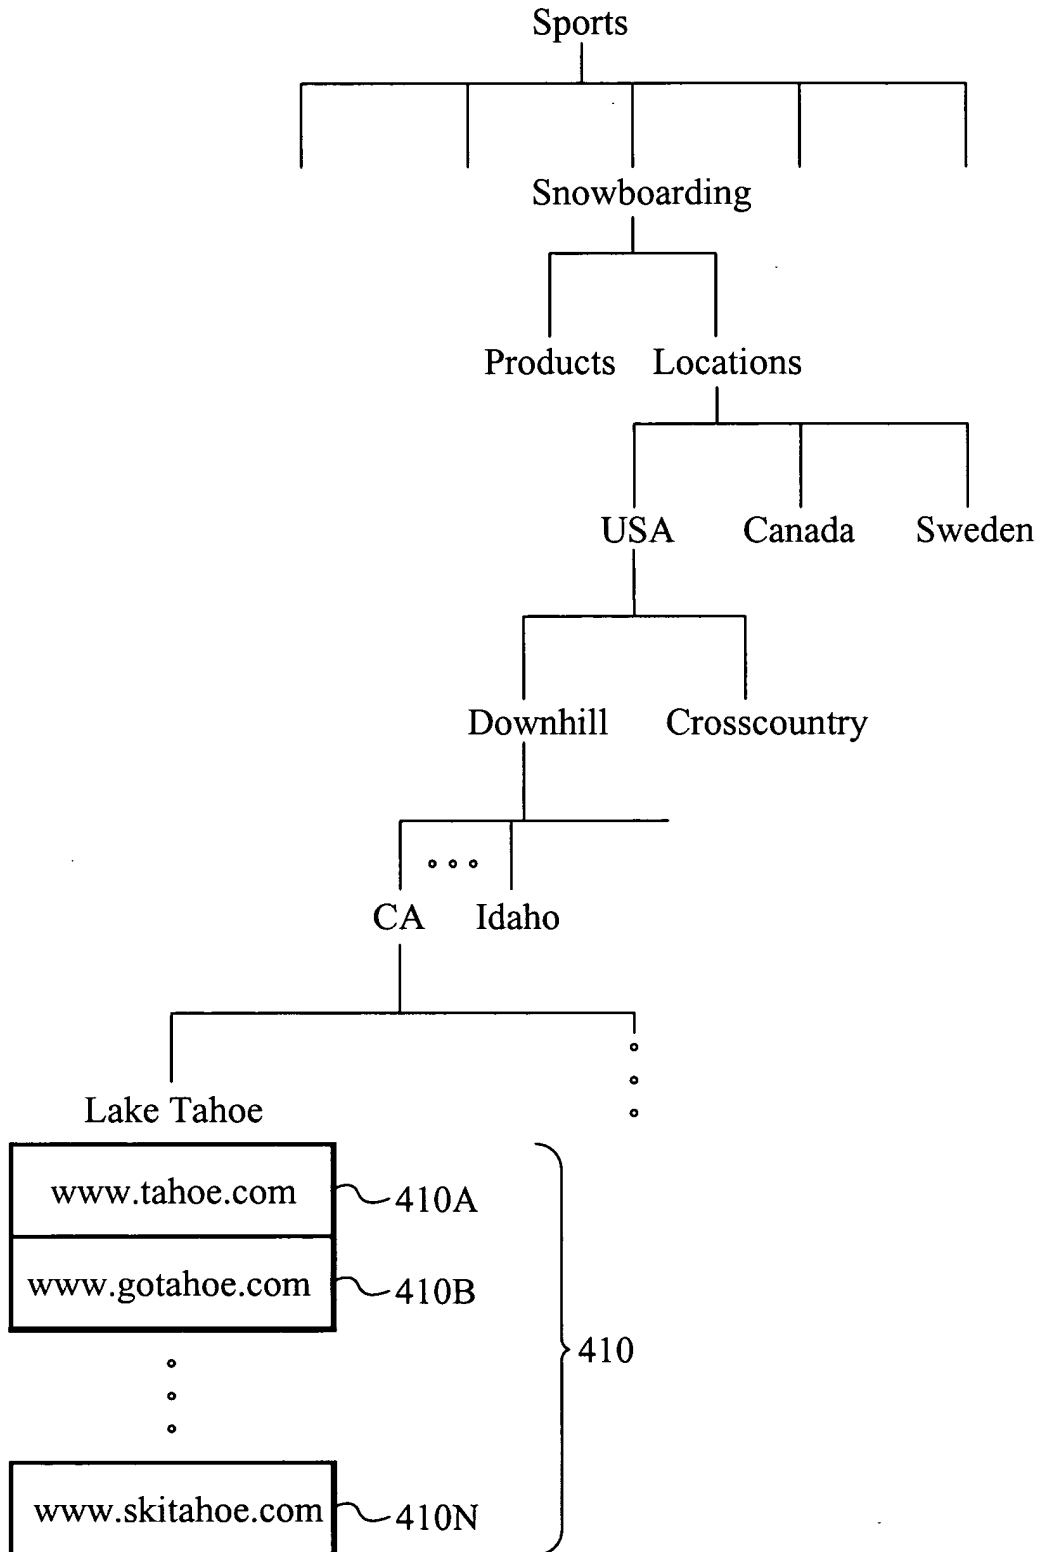 Sports
Snowboarding
Products Locations
USA Canada Sweden
Downhill Crosscountry
CA Idaho
Lake Tahoe
www.tahoe.com 410A
www.gotahoe.com 410B
410
www.skitahoe.com 410N